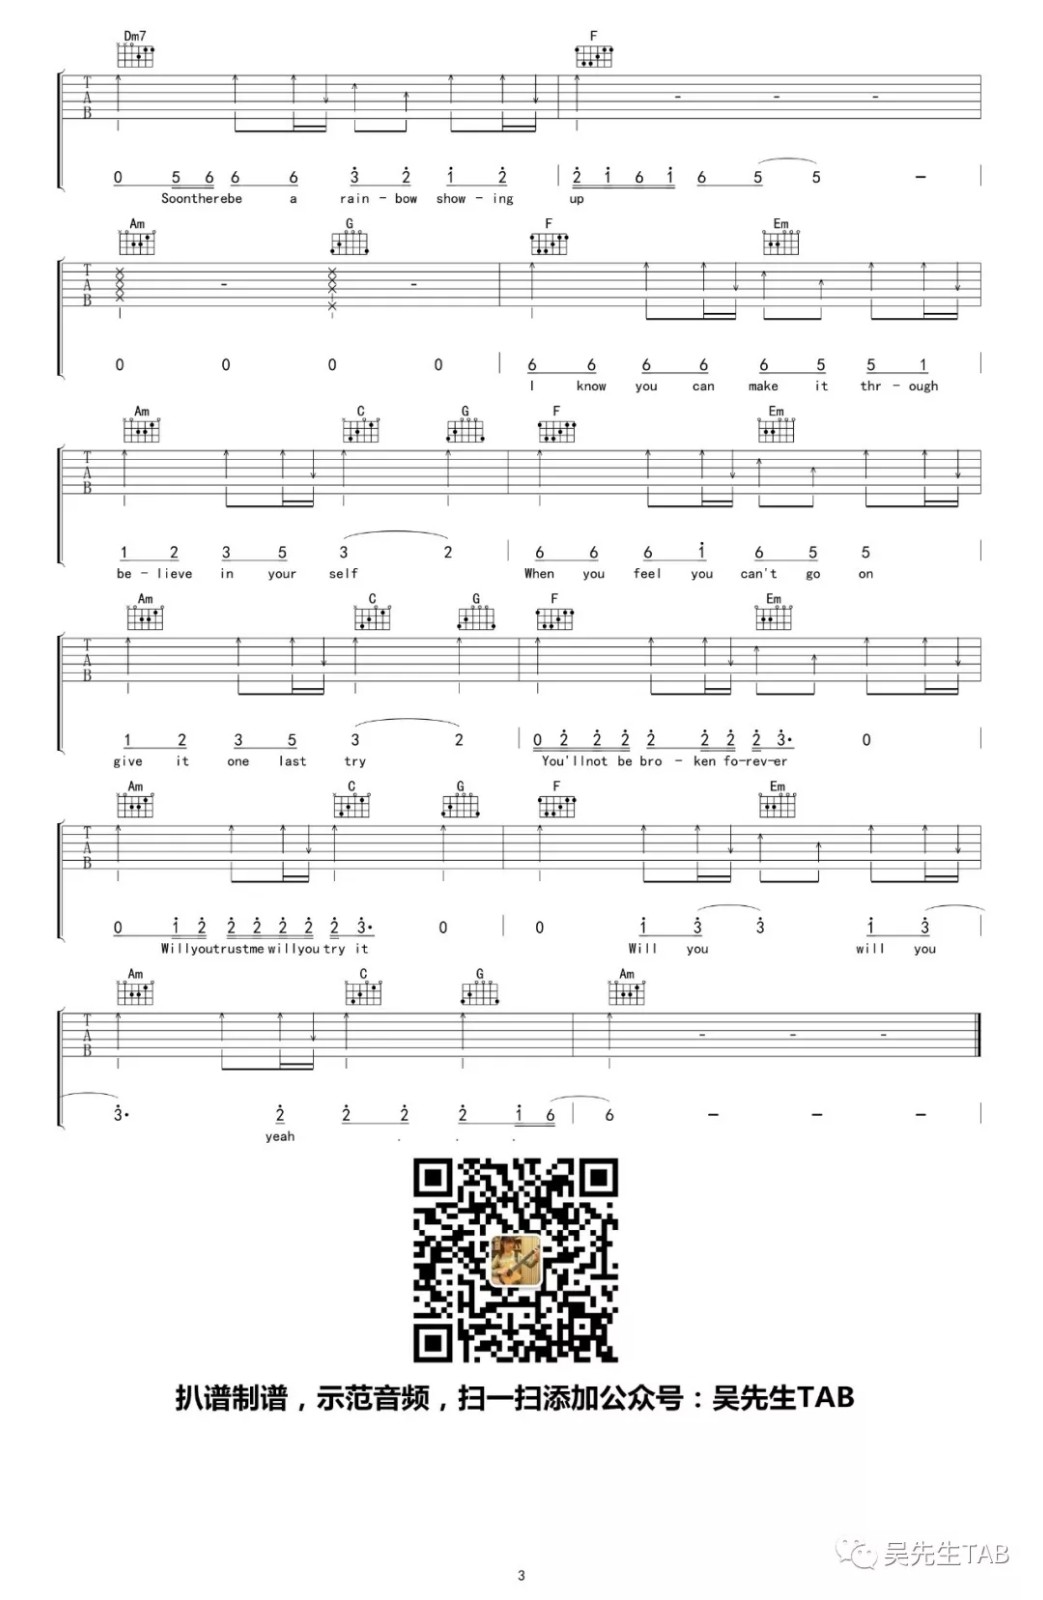 Dm7 F
T A B
0 5 6 6 6 3 2 1 2 2 1 6 1 6 5 5 –
Soontherebe a rain – bow show – ing up
Am G F Em
T A B
0 0 0 0 6 6 6 6 6 5 5 1
I know you can make it thr – ough
Am C G F Em
T A B
1 2 3 5 3 2 6 6 6 1 6 5 5
be – lieve in your self When you feel you can't go on
Am C G F Em
T A B
1 2 3 5 3 2 0 2 2 2 2 2 2 2 3· 0
give it one last try You'llnot be bro – ken fo-rev-er
Am C G F Em
T A B
0 1 2 2 2 2 2 2 3· 0 0 1 3 3 1 3
Willyoutrustme willyou try it Will you will you
Am C G Am
T A B
3· 2 2 2 2 1 6 6 – – –
yeah . . .
扒谱制谱，示范音频，扫一扫添加公众号：吴先生TAB
吴先生TAB
3